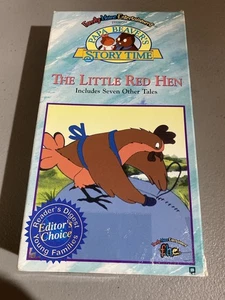 Family Home Entertainment
PAPA BEAVER'S
STORY TIME
THE LITTLE RED HEN
Includes Seven Other Tales
Reader's Digest
Editor's
Choice
Young Families